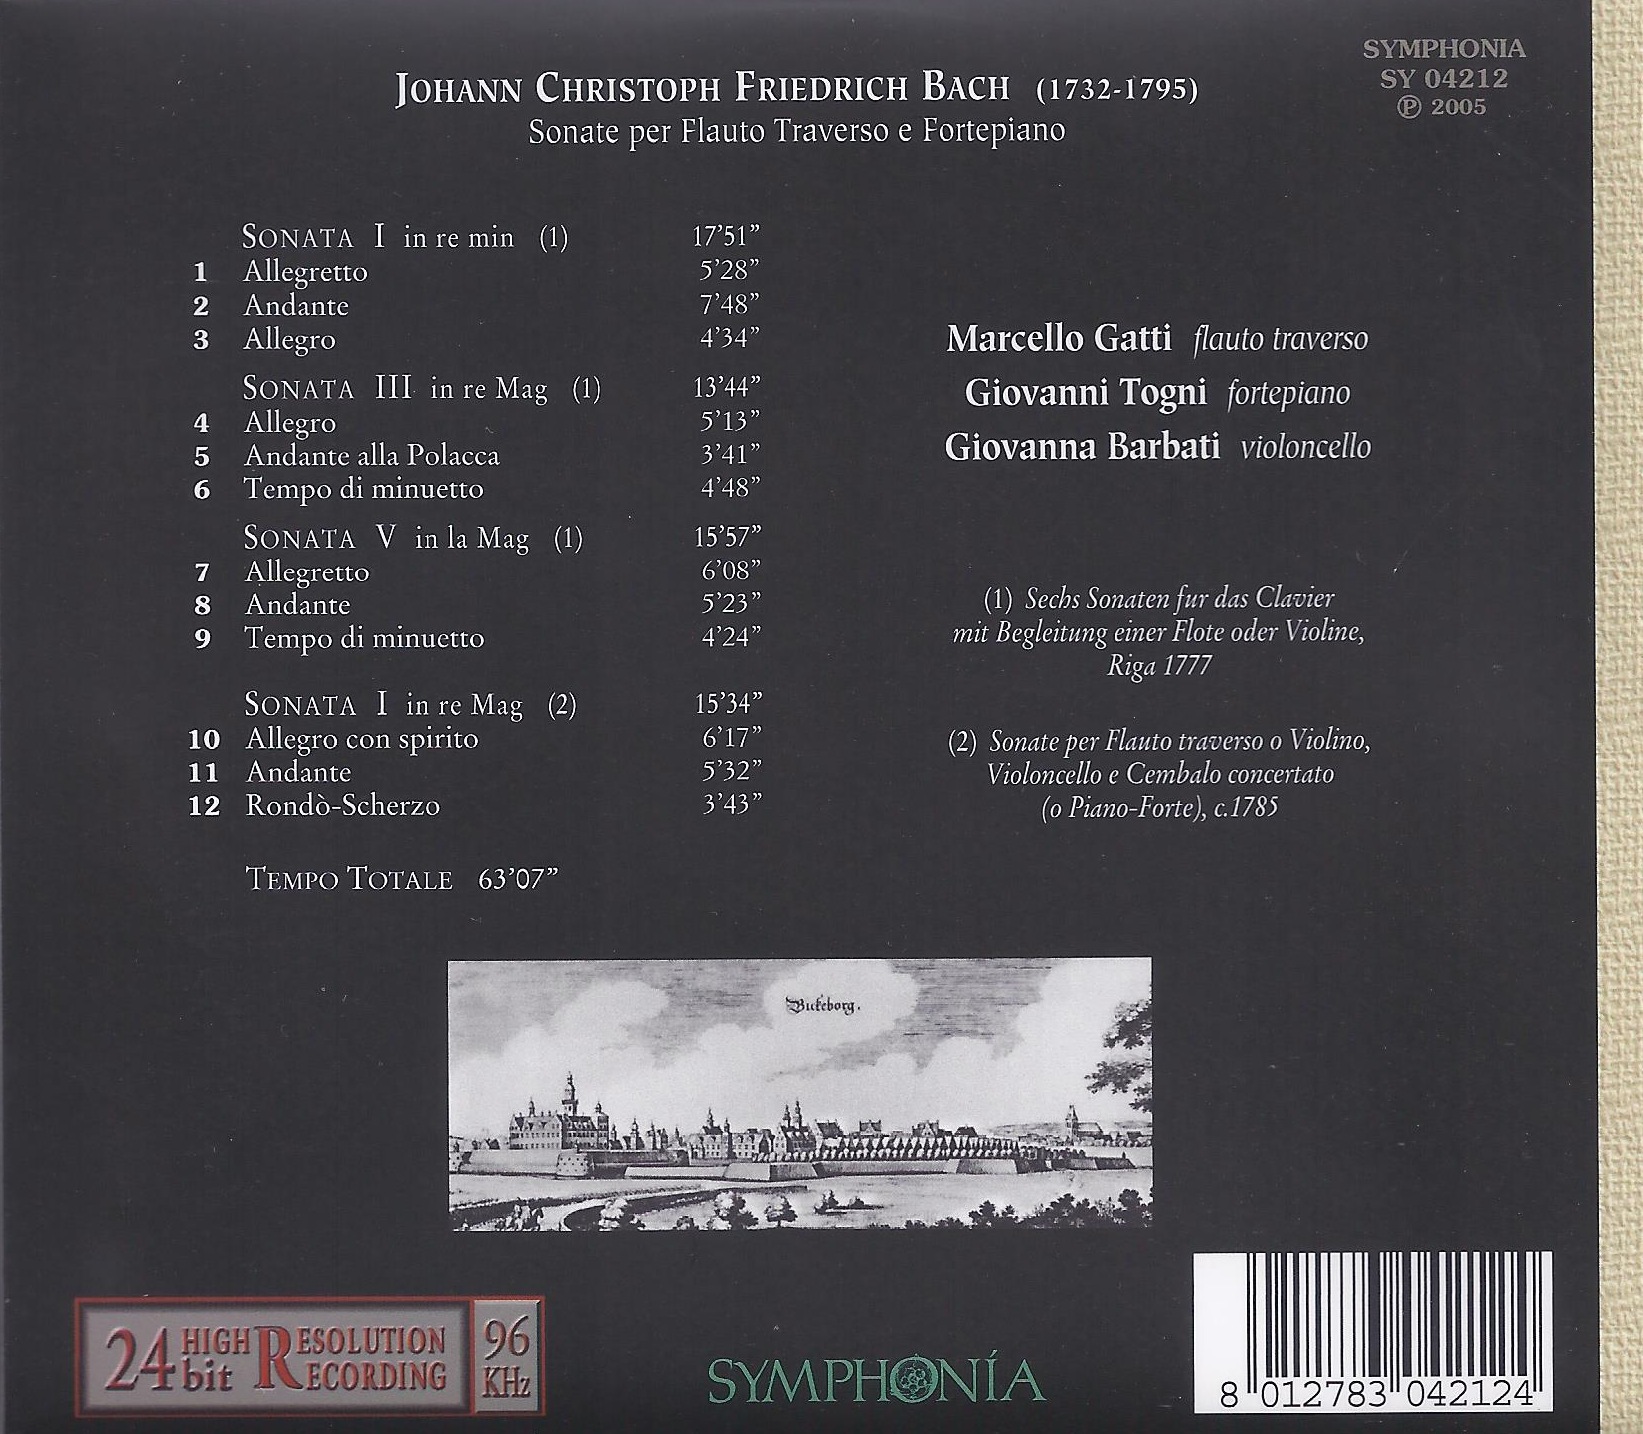 SYMPHONIA
SY 04212
℗ 2005
JOHANN CHRISTOPH FRIEDRICH BACH (1732-1795)
Sonate per Flauto Traverso e Fortepiano
SONATA I in re min (1) 17’51”
1 Allegretto 5’28”
2 Andante 7’48”
3 Allegro 4’34”
SONATA III in re Mag (1) 13’44”
4 Allegro 5’13”
5 Andante alla Polacca 3’41”
6 Tempo di minuetto 4’48”
SONATA V in la Mag (1) 15’57”
7 Allegretto 6’08”
8 Andante 5’23”
9 Tempo di minuetto 4’24”
SONATA I in re Mag (2) 15’34”
10 Allegro con spirito 6’17”
11 Andante 5’32”
12 Rondò-Scherzo 3’43”
TEMPO TOTALE 63’07”
Marcello Gatti flauto traverso
Giovanni Togni fortepiano
Giovanna Barbati violoncello
(1) Sechs Sonaten fur das Clavier
mit Begleitung einer Flote oder Violine,
Riga 1777
(2) Sonate per Flauto traverso o Violino,
Violoncello e Cembalo concertato
(o Piano-Forte), c.1785
Bukeborg.
24 bit HIGH RESOLUTION RECORDING 96 KHz
SYMPHONÍA
8 012783 042124